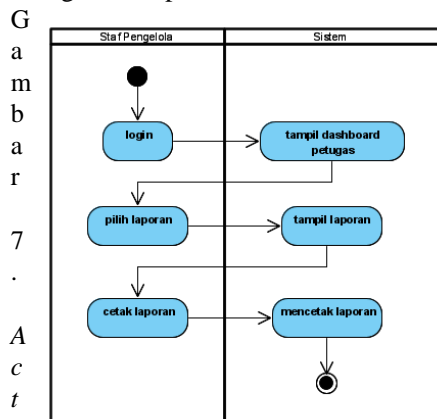 Staf Pengelola
Sistem
login
tampil dashboard
petugas
pilih laporan
tampil laporan
cetak laporan
mencetak laporan
G
a
m
b
a
r
7
.
A
c
t